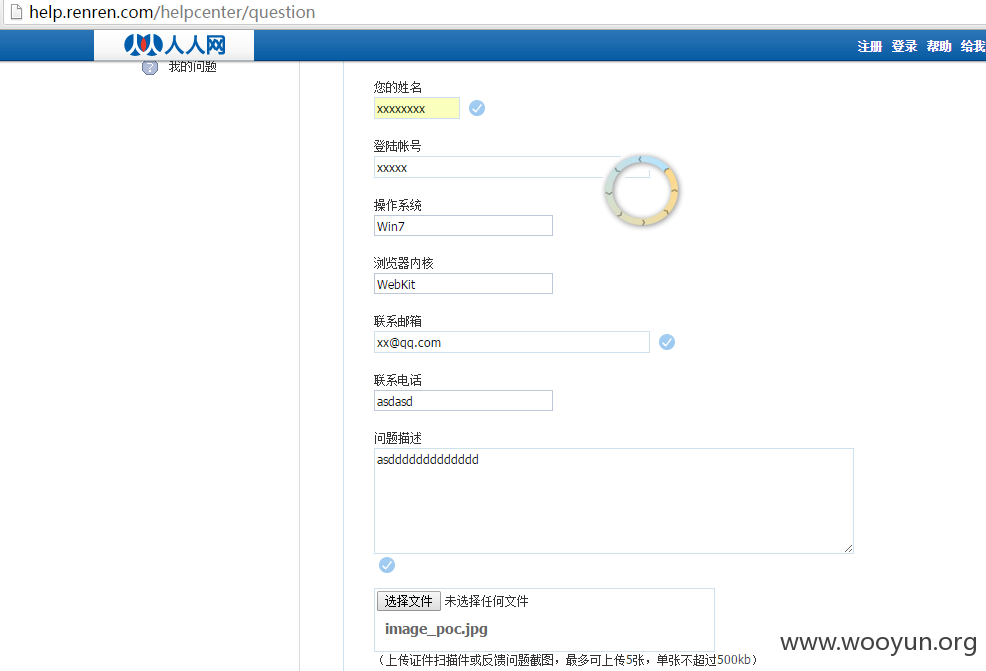 help.renren.com/helpcenter/question
人人网
注册 登录 帮助 给我
我的问题
您的姓名
xxxxxxxx
登陆帐号
xxxxx
操作系统
Win7
浏览器内核
WebKit
联系邮箱
xx@qq.com
联系电话
asdasd
问题描述
asddddddddddddd
选择文件 未选择任何文件
image_poc.jpg
（上传证件扫描件或反馈问题截图，最多可上传5张，单张不超过500kb）
www.wooyun.org